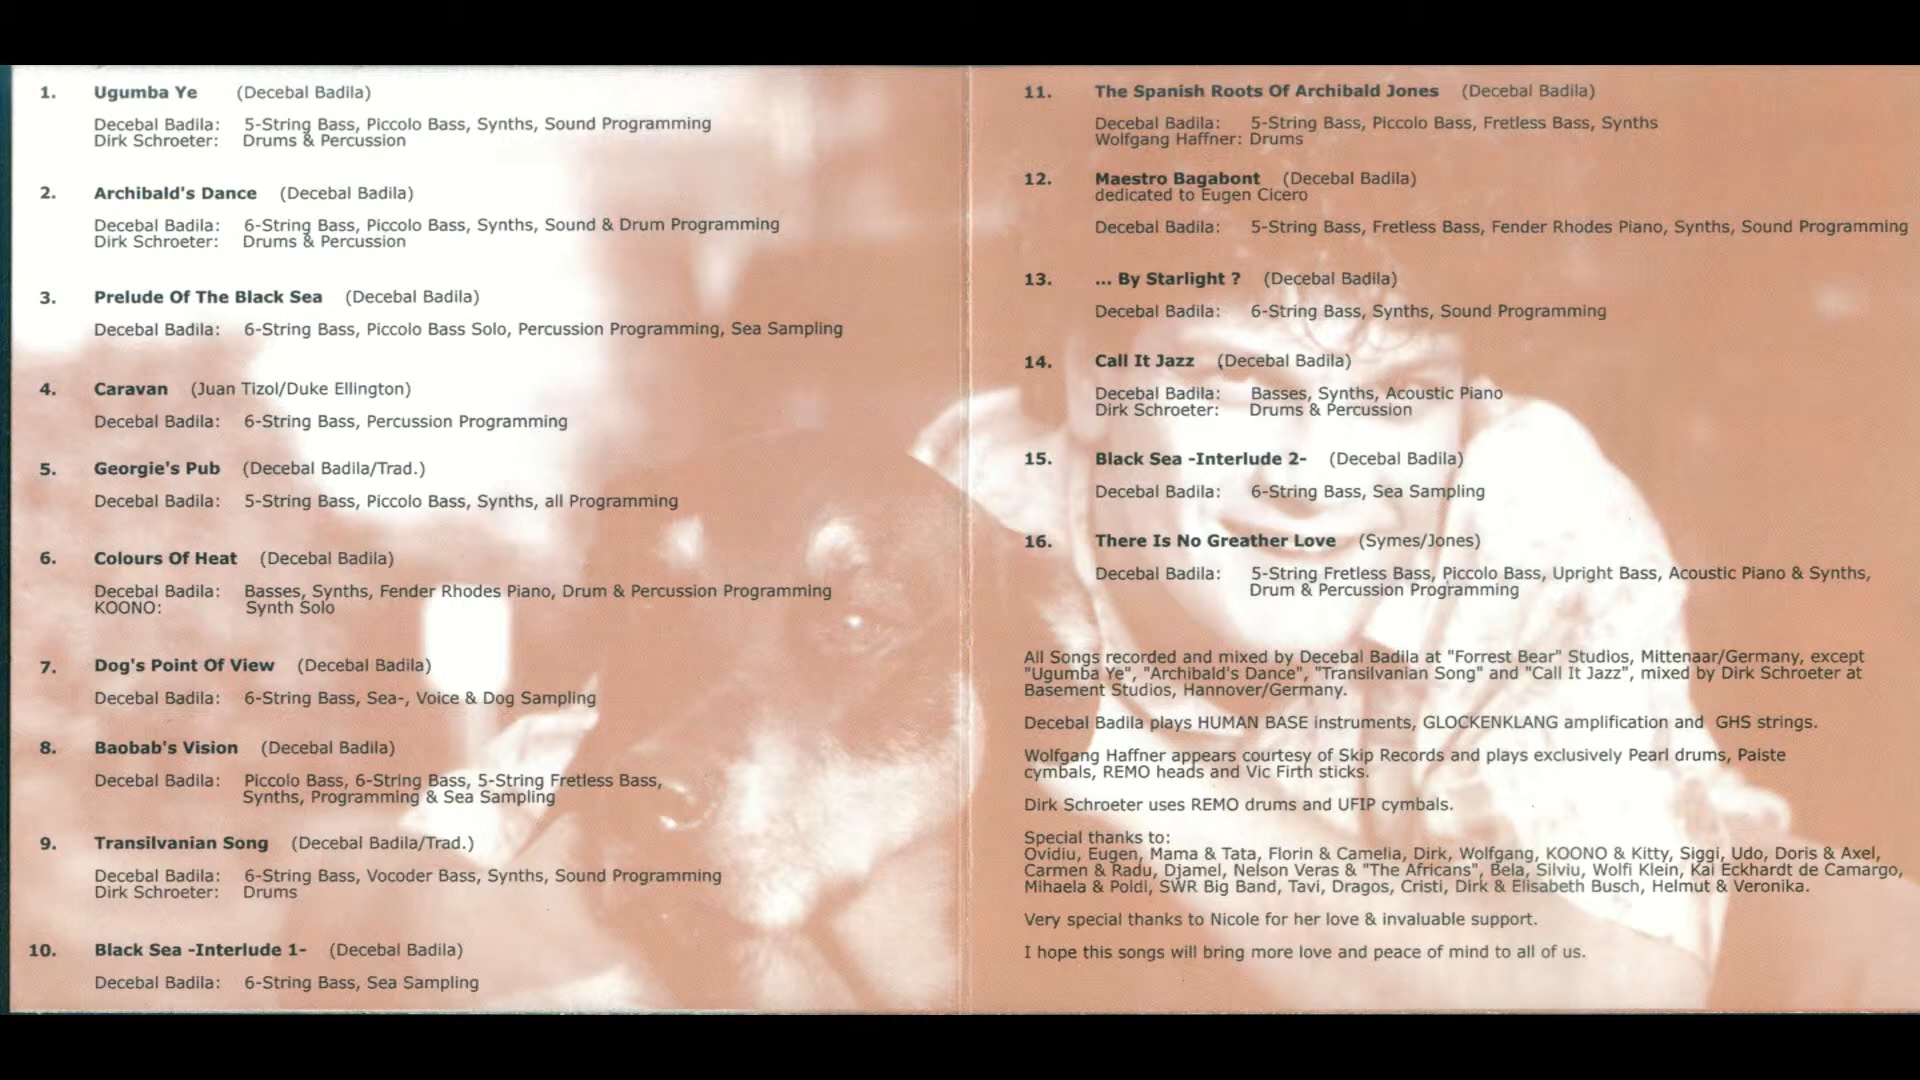 1. Ugumba Ye (Decebal Badila)
Decebal Badila: 5-String Bass, Piccolo Bass, Synths, Sound Programming
Dirk Schroeter: Drums & Percussion
2. Archibald's Dance (Decebal Badila)
Decebal Badila: 6-String Bass, Piccolo Bass, Synths, Sound & Drum Programming
Dirk Schroeter: Drums & Percussion
3. Prelude Of The Black Sea (Decebal Badila)
Decebal Badila: 6-String Bass, Piccolo Bass Solo, Percussion Programming, Sea Sampling
4. Caravan (Juan Tizol/Duke Ellington)
Decebal Badila: 6-String Bass, Percussion Programming
5. Georgie's Pub (Decebal Badila/Trad.)
Decebal Badila: 5-String Bass, Piccolo Bass, Synths, all Programming
6. Colours Of Heat (Decebal Badila)
Decebal Badila: Basses, Synths, Fender Rhodes Piano, Drum & Percussion Programming
KOONO: Synth Solo
7. Dog's Point Of View (Decebal Badila)
Decebal Badila: 6-String Bass, Sea-, Voice & Dog Sampling
8. Baobab's Vision (Decebal Badila)
Decebal Badila: Piccolo Bass, 6-String Bass, 5-String Fretless Bass,
Synths, Programming & Sea Sampling
9. Transilvanian Song (Decebal Badila/Trad.)
Decebal Badila: 6-String Bass, Vocoder Bass, Synths, Sound Programming
Dirk Schroeter: Drums
10. Black Sea -Interlude 1- (Decebal Badila)
Decebal Badila: 6-String Bass, Sea Sampling
11. The Spanish Roots Of Archibald Jones (Decebal Badila)
Decebal Badila: 5-String Bass, Piccolo Bass, Fretless Bass, Synths
Wolfgang Haffner: Drums
12. Maestro Bagabont (Decebal Badila)
dedicated to Eugen Cicero
Decebal Badila: 5-String Bass, Fretless Bass, Fender Rhodes Piano, Synths, Sound Programming
13. ... By Starlight ? (Decebal Badila)
Decebal Badila: 6-String Bass, Synths, Sound Programming
14. Call It Jazz (Decebal Badila)
Decebal Badila: Basses, Synths, Acoustic Piano
Dirk Schroeter: Drums & Percussion
15. Black Sea -Interlude 2- (Decebal Badila)
Decebal Badila: 6-String Bass, Sea Sampling
16. There Is No Greather Love (Symes/Jones)
Decebal Badila: 5-String Fretless Bass, Piccolo Bass, Upright Bass, Acoustic Piano & Synths,
Drum & Percussion Programming
All Songs recorded and mixed by Decebal Badila at "Forrest Bear" Studios, Mittenaar/Germany, except
"Ugumba Ye", "Archibald's Dance", "Transilvanian Song" and "Call It Jazz", mixed by Dirk Schroeter at
Basement Studios, Hannover/Germany.
Decebal Badila plays HUMAN BASE instruments, GLOCKENKLANG amplification and GHS strings.
Wolfgang Haffner appears courtesy of Skip Records and plays exclusively Pearl drums, Paiste
cymbals, REMO heads and Vic Firth sticks.
Dirk Schroeter uses REMO drums and UFIP cymbals.
Special thanks to:
Ovidiu, Eugen, Mama & Tata, Florin & Camelia, Dirk, Wolfgang, KOONO & Kitty, Siggi, Udo, Doris & Axel,
Carmen & Radu, Djamel, Nelson Veras & "The Africans", Bela, Silviu, Wolfi Klein, Kai Eckhardt de Camargo,
Mihaela & Poldi, SWR Big Band, Tavi, Dragos, Cristi, Dirk & Elisabeth Busch, Helmut & Veronika.
Very special thanks to Nicole for her love & invaluable support.
I hope this songs will bring more love and peace of mind to all of us.